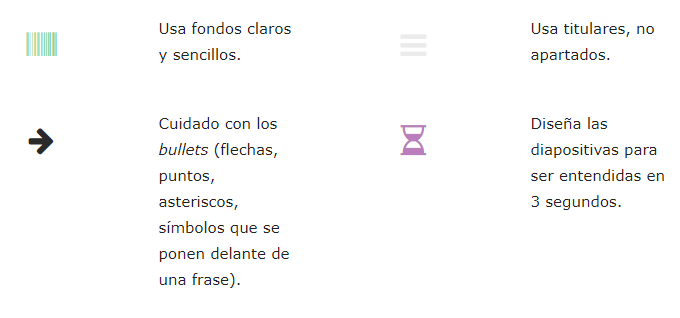 Usa fondos claros
y sencillos.
Usa titulares, no
apartados.
Cuidado con los
bullets (flechas,
puntos,
asteriscos,
símbolos que se
ponen delante de
una frase).
Diseña las
diapositivas para
ser entendidas en
3 segundos.